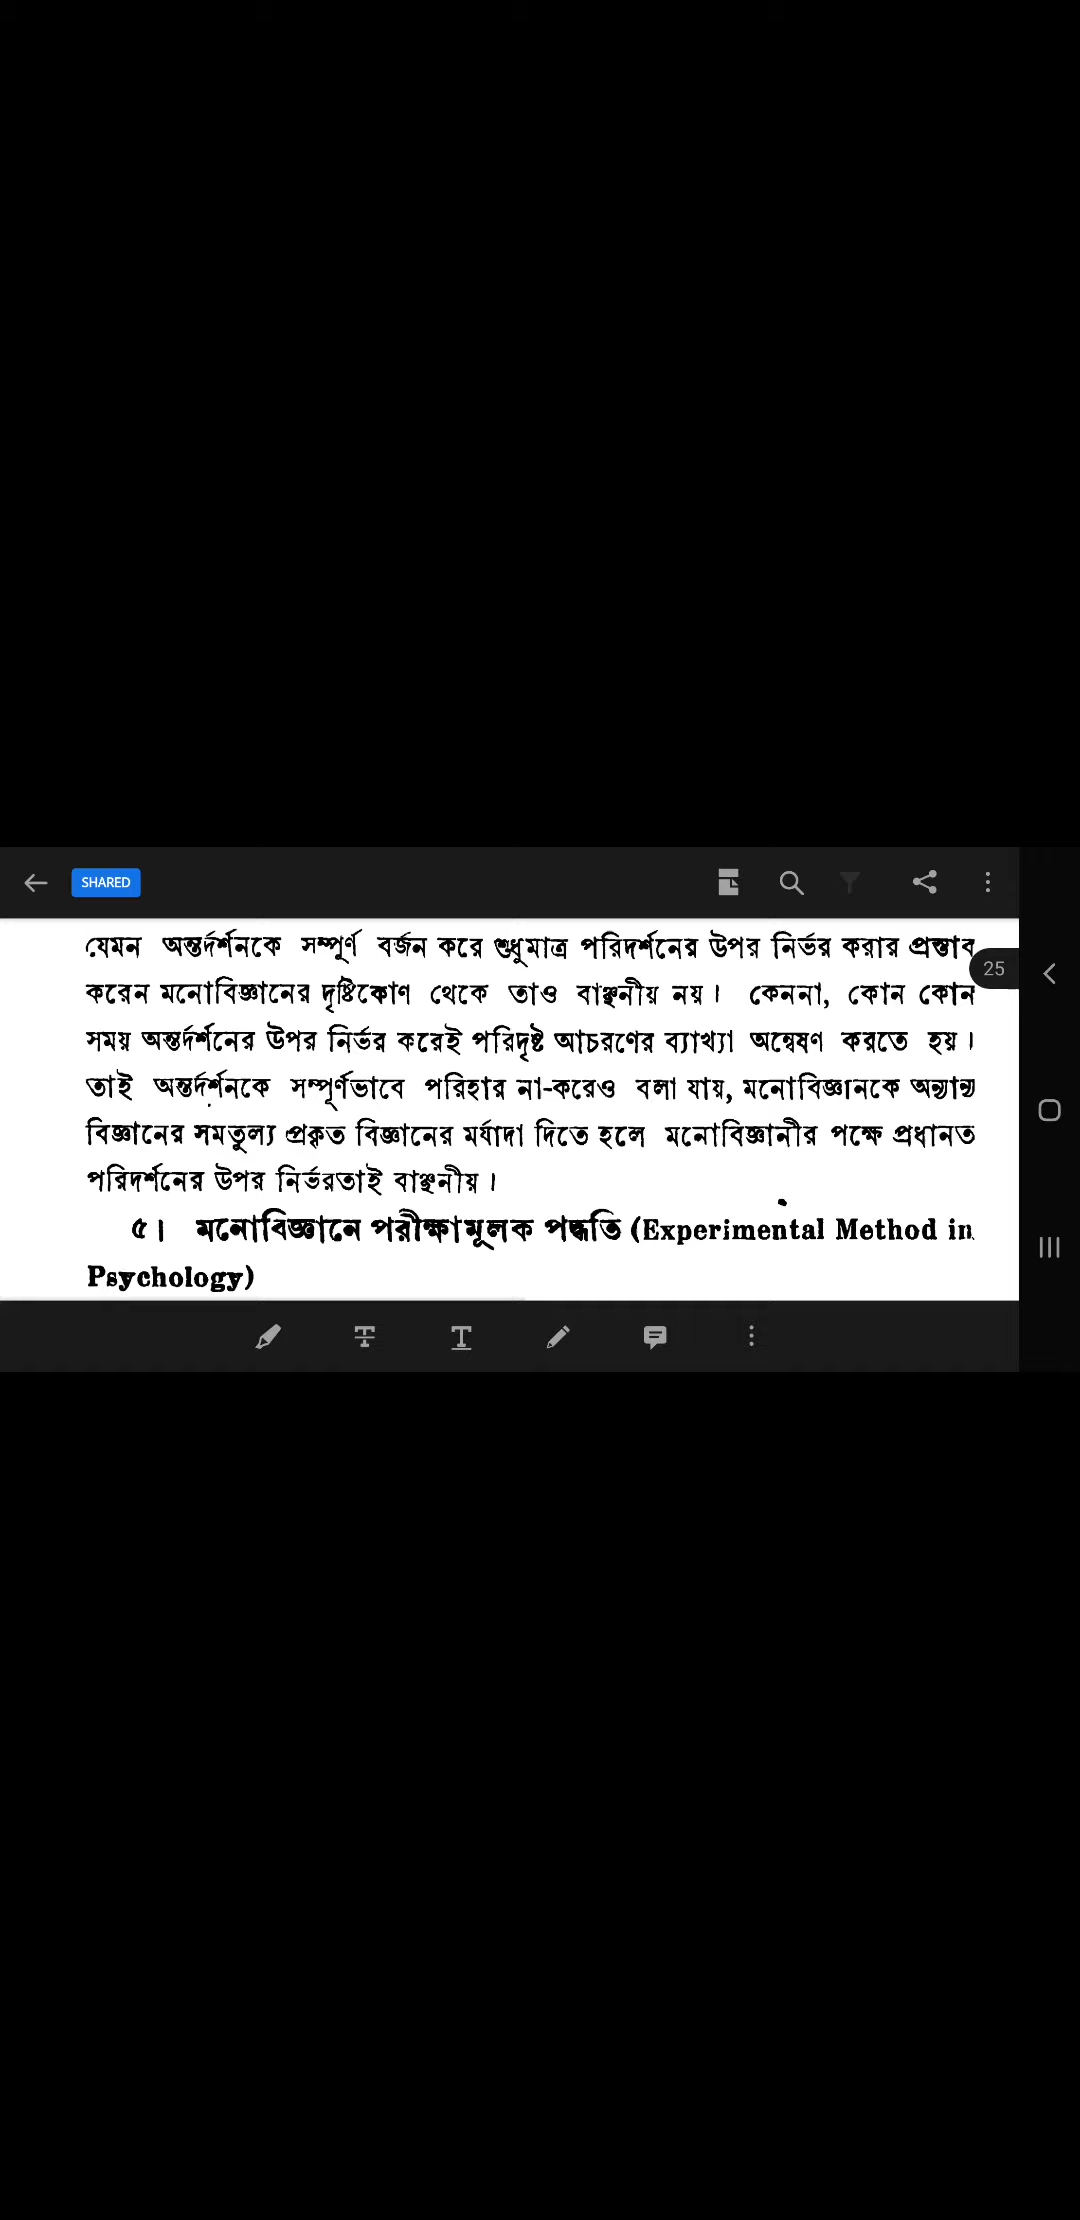 SHARED
যেমন অন্তর্দর্শনকে সম্পূর্ণ বর্জন করে শুধুমাত্র পরিদর্শনের উপর নির্ভর করার প্রস্তাব
25
করেন মনোবিজ্ঞানের দৃষ্টিকোণ থেকে তাও বাঞ্ছনীয় নয়। কেননা, কোন কোন
সময় অন্তর্দর্শনের উপর নির্ভর করেই পরিদৃষ্ট আচরণের ব্যাখ্যা অন্বেষণ করতে হয়।
তাই অন্তর্দর্শনকে সম্পূর্ণভাবে পরিহার না-করেও বলা যায়, মনোবিজ্ঞানকে অন্যান্য
বিজ্ঞানের সমতুল্য প্রকৃত বিজ্ঞানের মর্যাদা দিতে হলে মনোবিজ্ঞানীর পক্ষে প্রধানত
পরিদর্শনের উপর নির্ভরতাই বাঞ্ছনীয়।
৫। মনোবিজ্ঞানে পরীক্ষামূলক পদ্ধতি (Experimental Method in
Psychology)